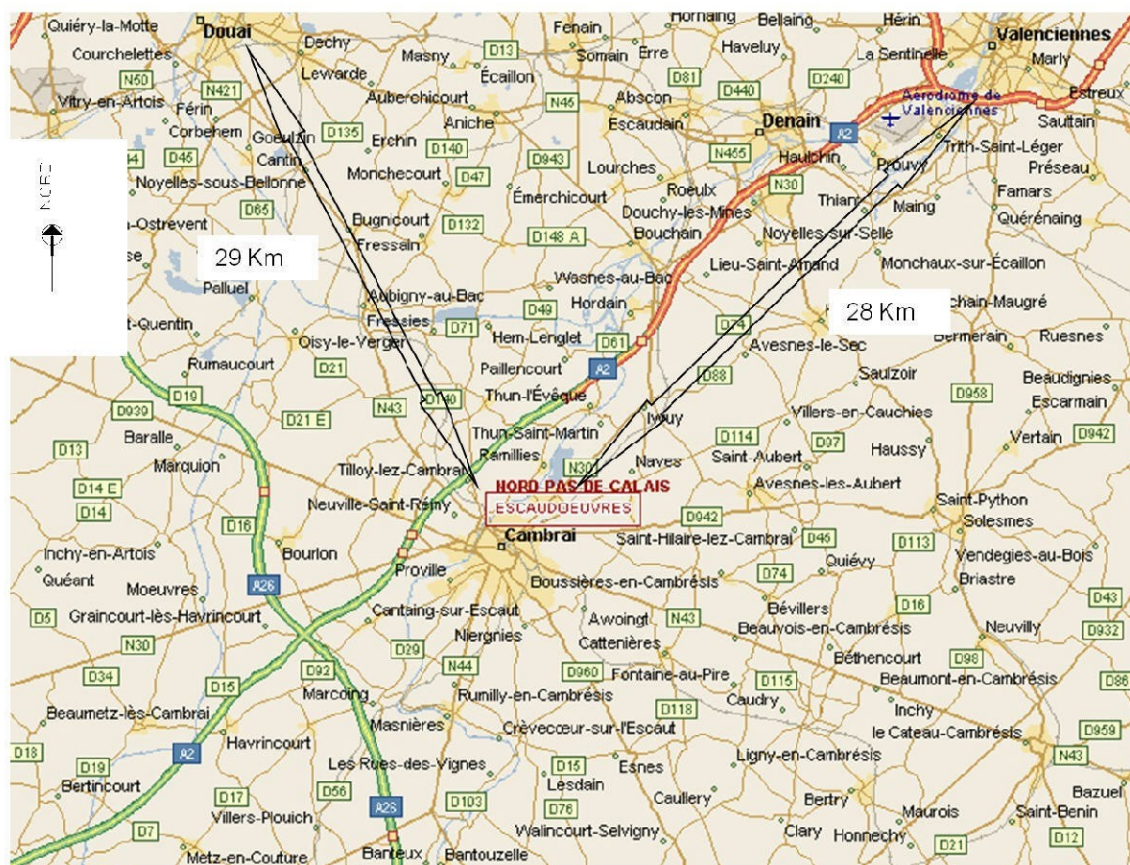 Quiéry-la-Motte
Douai
Courchelettes
Dechy
Masny
D13
Fenain
Hornaing
Bellaing
Hérin
Valenciennes
Somain
Erre
Haveluy
La Sentinelle
Marly
N50
Lewarde
Écaillon
D81
D440
D240
Vitry-en-Artois
N421
Férin
Auberchicourt
N45
Abscon
Aérodrome de
Valenciennes
Estreux
Corbehem
Aniche
Escaudain
Denain
A2
Saultain
D45
Goeulzin
D135
Erchin
D140
D943
Lourches
N455
Haulchin
Prouvy
Trith-Saint-Léger
Cantin
Monchecourt
D47
Roeulx
N30
Préseau
NORD
Noyelles-sous-Bellonne
Émerchicourt
Douchy-les-Mines
Thiant
Maing
Famars
D65
Bugnicourt
D132
Bouchain
Quérénaing
-Ostrevent
Fressain
D148 A
Noyelles-sur-Selle
29 Km
Wasnes-au-Bac
Lieu-Saint-Amand
Monchaux-sur-Écaillon
Palluel
Aubigny-au-Bac
D49
Hordain
28 Km
chain-Maugré
t-Quentin
Fressies
D71
Hem-Lenglet
D61
D74
Bermerain
Ruesnes
Oisy-le-Verger
Avesnes-le-Sec
Rumaucourt
D21
Paillencourt
A2
D88
Saulzoir
Beaudignies
D19
D140
Thun-l'Évêque
D958
D939
N43
Escarmain
D21 E
Iwuy
Villers-en-Cauchies
Baralle
Thun-Saint-Martin
D114
D97
Haussy
Vertain
D942
D13
Marquion
Tilloy-lez-Cambrai
Ramillies
N30
Naves
Saint-Aubert
D14 E
NORD PAS DE CALAIS
Avesnes-les-Aubert
D14
Neuville-Saint-Rémy
ESCAUDOEUVRES
Saint-Python
D16
D942
Solesmes
Cambrai
Saint-Hilaire-lez-Cambrai
D45
D113
Inchy-en-Artois
Bourlon
Quiévy
Vendegies-au-Bois
Quéant
Proville
D74
Moeuvres
A26
Boussières-en-Cambrésis
Briastre
D43
D5
Graincourt-lès-Havrincourt
Cantaing-sur-Escaut
Awoingt
N43
Bévillers
D16
N30
Niergnies
Cattenières
Beauvois-en-Cambrésis
Neuvilly
D932
D29
Béthencourt
D34
D92
N44
D960
Fontaine-au-Pire
D98
D15
Marcoing
Rumilly-en-Cambrésis
D115
Beaumont-en-Cambrésis
D86
Beaumetz-lès-Cambrai
Masnières
D118
Caudry
Inchy
Havrincourt
Crèvecœur-sur-l'Escaut
le Cateau-Cambrésis
D959
D18
A2
Les Rues-des-Vignes
Ligny-en-Cambrésis
N43
D19
D15
Esnes
Bertincourt
D17
D56
Lesdain
Bazuel
A26
D103
Caullery
Bertry
Villers-Plouich
D76
Maurois
Saint-Benin
D7
Walincourt-Selvigny
Clary
Honnechy
D12
Metz-en-Couture
Banteux
Bantouzelle
D21